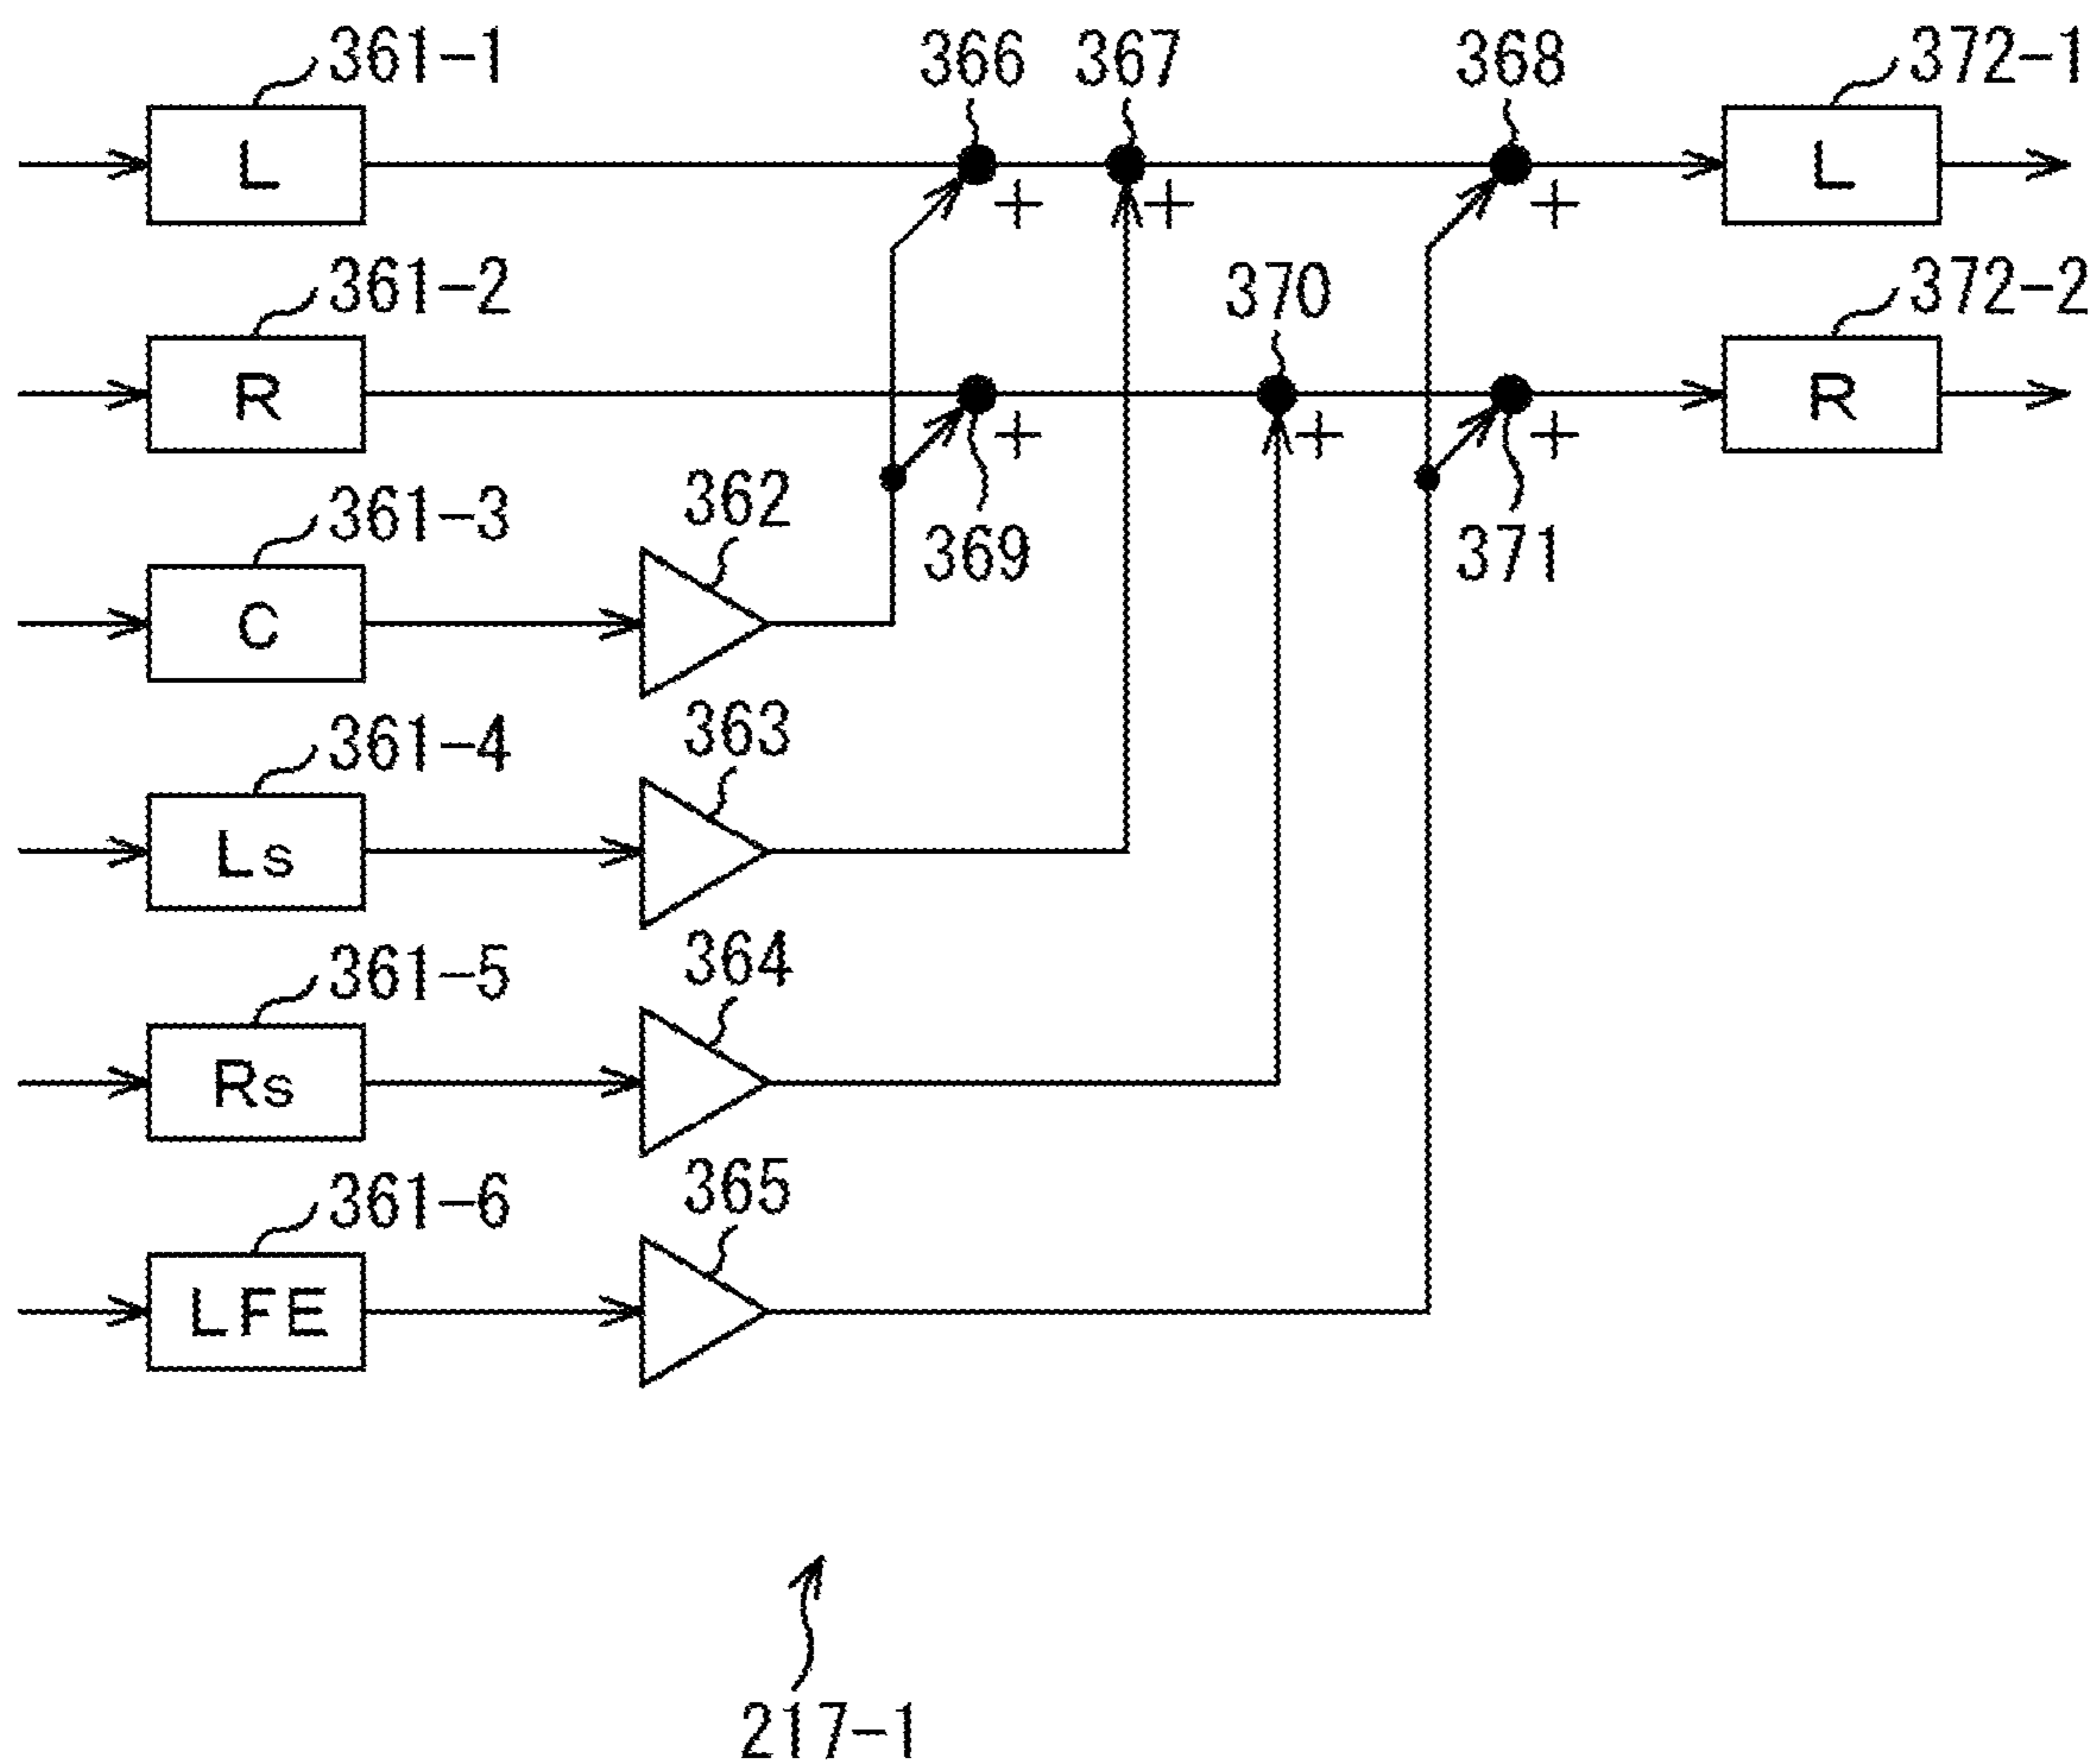 361-1 366 367 368 372-1
L + + + L
361-2 370 372-2
R + + + R
361-3 362 369 371
C
361-4 363
Ls
361-5 364
Rs
361-6 365
LFE
217-1